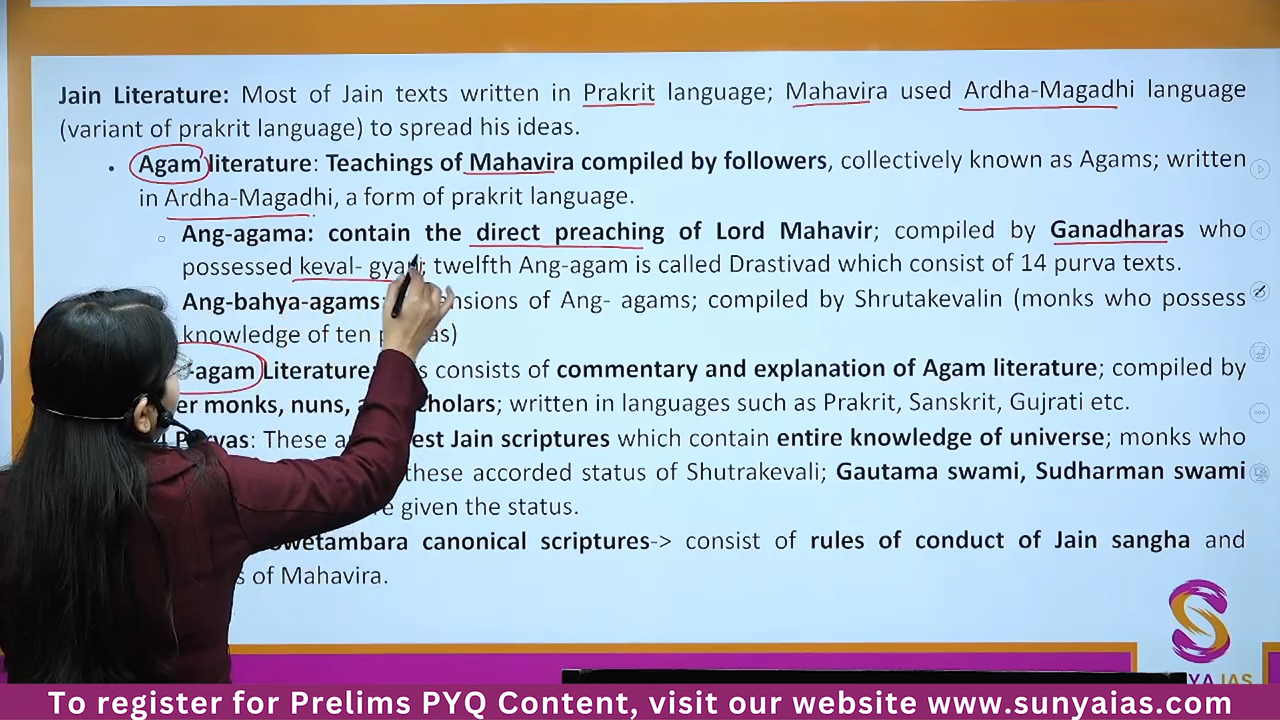 Jain Literature: Most of Jain texts written in Prakrit language; Mahavira used Ardha-Magadhi language
(variant of prakrit language) to spread his ideas.
• Agam literature: Teachings of Mahavira compiled by followers, collectively known as Agams; written
in Ardha-Magadhi, a form of prakrit language.
○ Ang-agama: contain the direct preaching of Lord Mahavir; compiled by Ganadharas who
possessed keval- gyan; twelfth Ang-agam is called Drastivad which consist of 14 purva texts.
Ang-bahya-agams: of Ang- agams; compiled by Shrutakevalin (monks who possess
knowledge of ten
-agam Literature: consists of commentary and explanation of Agam literature; compiled by
monks, nuns, written in languages such as Prakrit, Sanskrit, Gujrati etc.
Purvas: These Jain scriptures which contain entire knowledge of universe; monks who
these accorded status of Shutrakevali; Gautama swami, Sudharman swami
given the status.
canonical scriptures-> consist of rules of conduct of Jain sangha and
of Mahavira.
IAS
To register for Prelims PYQ Content, visit our website www.sunyaias.com